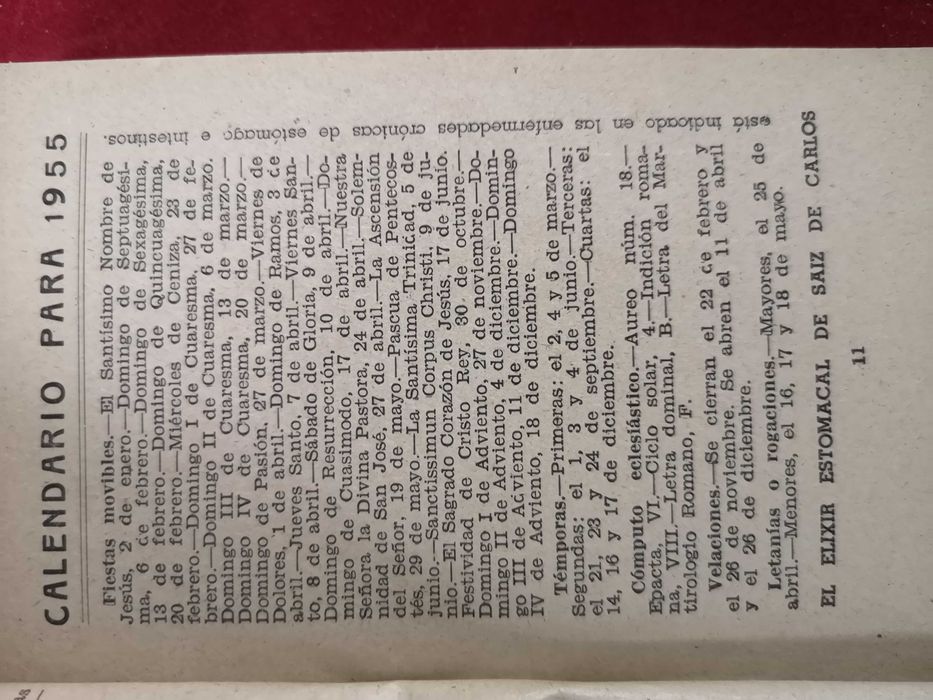 CALENDARIO PARA 1955
Fiestas movibles.—El Santísimo Nombre de
Jesús, 2 de enero.—Domingo de Septuagési-
ma, 6 de febrero.—Domingo de Sexagésima,
13 de febrero.—Domingo de Quincuagésima,
20 de febrero.—Miércoles de Ceniza, 23 de
febrero.—Domingo I de Cuaresma, 27 de fe-
brero.—Domingo II de Cuaresma, 6 de marzo.
Domingo III de Cuaresma, 13 de marzo.—
Domingo IV de Cuaresma, 20 de marzo.—
Domingo de Pasión, 27 de marzo.—Viernes de
Dolores, 1 de abril.—Domingo de Ramos, 3 de
abril.—Jueves Santo, 7 de abril.—Viernes San-
to, 8 de abril.—Sábado de Gloria, 9 de abril.—
Domingo de Resurrección, 10 de abril.—Do-
mingo de Cuasimodo, 17 de abril.—Nuestra
Señora, la Divina Pastora, 24 de abril.—Solem-
nidad de San José, 27 de abril.—La Ascensión
del Señor, 19 de mayo.—Pascua de Pentecos-
tés, 29 de mayo.—La Santísima Trinidad, 5 de
junio.—Sanctissimun Corpus Christi, 9 de ju-
nio.—El Sagrado Corazón de Jesús, 17 de junio.
Festividad de Cristo Rey, 30 de octubre.—
Domingo I de Adviento, 27 de noviembre.—Do-
mingo II de Adviento, 4 de diciembre.—Domin-
go III de Adviento, 11 de diciembre.—Domingo
IV de Adviento, 18 de diciembre.
Témporas.—Primeras: el 2, 4 y 5 de marzo.—
Segundas: el 1, 3 y 4 de junio.—Terceras:
el 21, 23 y 24 de septiembre.—Cuartas: el
14, 16 y 17 de diciembre.
Cómputo eclesiástico.—Aureo núm. 18.—
Epacta, VI.—Ciclo solar, 4.—Indición roma-
na, VIII.—Letra dominal, B.—Letra del Mar-
tirologio Romano, F.
Velaciones.—Se cierran el 22 de febrero y
el 26 de noviembre. Se abren el 11 de abril
y el 26 de diciembre.
Letanías o rogaciones.—Mayores, el 25 de
abril.—Menores, el 16, 17 y 18 de mayo.
EL ELIXIR ESTOMACAL DE SAIZ DE CARLOS
está indicado en las enfermedades crónicas de estómago e intestinos.
11